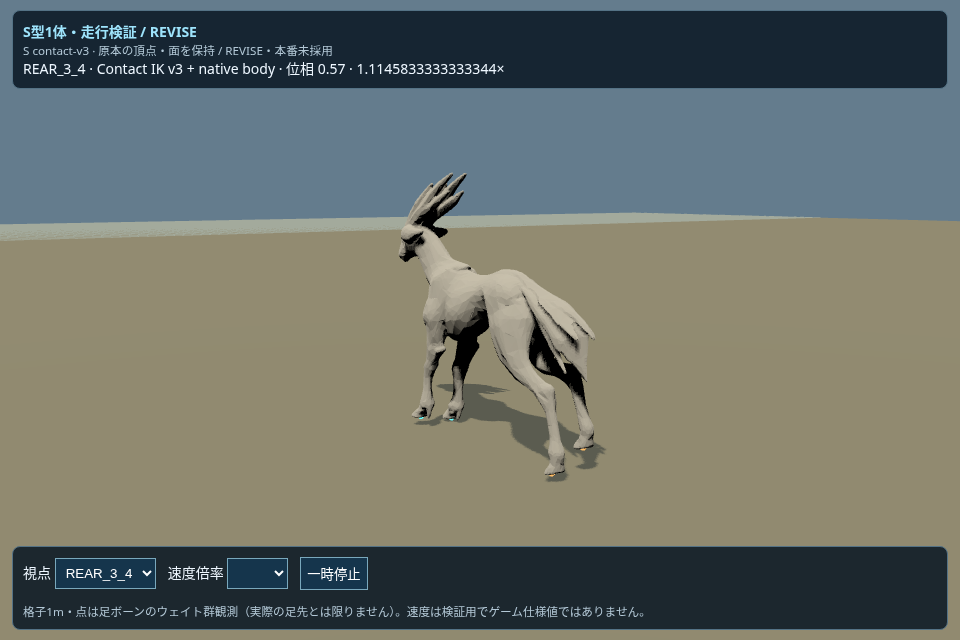 S型1体・走行検証 / REVISE
S contact-v3 · 原本の頂点・面を保持 / REVISE・本番未採用
REAR_3_4 · Contact IK v3 + native body · 位相 0.57 · 1.1145833333333344×
視点 REAR_3_4 速度倍率 一時停止
格子1m・点は足ボーンのウェイト群観測（実際の足先とは限りません）。速度は検証用でゲーム仕様値ではありません。